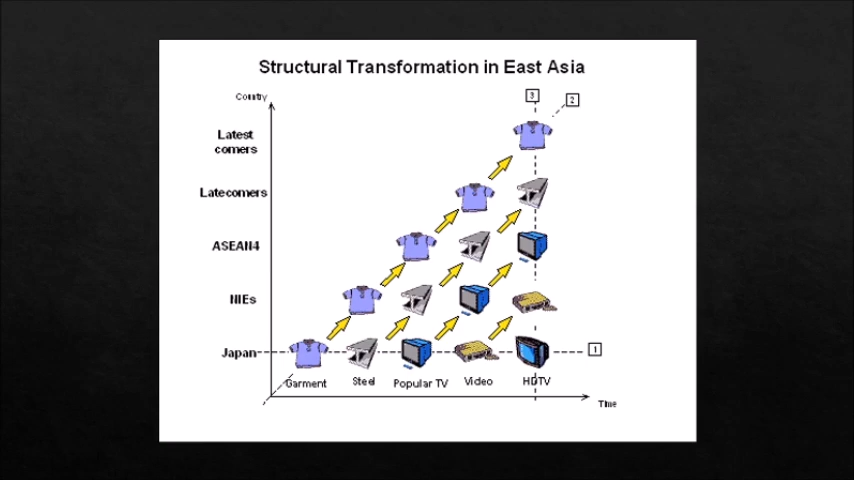 Structural Transformation in East Asia
Country
3
2
Latest
comers
Latecomers
ASEAN4
NIEs
Japan
1
Garment
Steel
Popular TV
Video
HDTV
Time